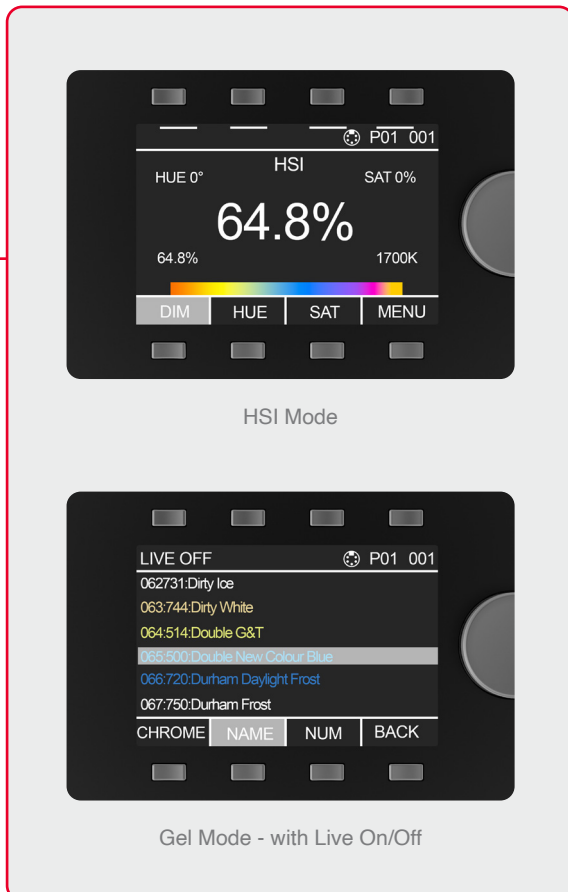 P01 001
HSI
HUE 0° SAT 0%
64.8%
64.8% 1700K
DIM HUE SAT MENU
HSI Mode
LIVE OFF P01 001
062731:Dirty Ice
063:744:Dirty White
064:514:Double G&T
065:500:Double New Colour Blue
066:720:Durham Daylight Frost
067:750:Durham Frost
CHROME NAME NUM BACK
Gel Mode - with Live On/Off